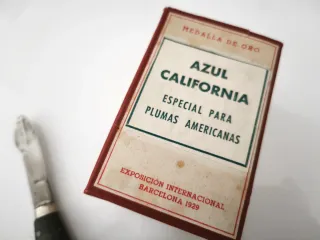 MEDALLA DE ORO
AZUL
CALIFORNIA
ESPECIAL PARA
PLUMAS AMERICANAS
EXPOSICIÓN INTERNACIONAL
BARCELONA 1929